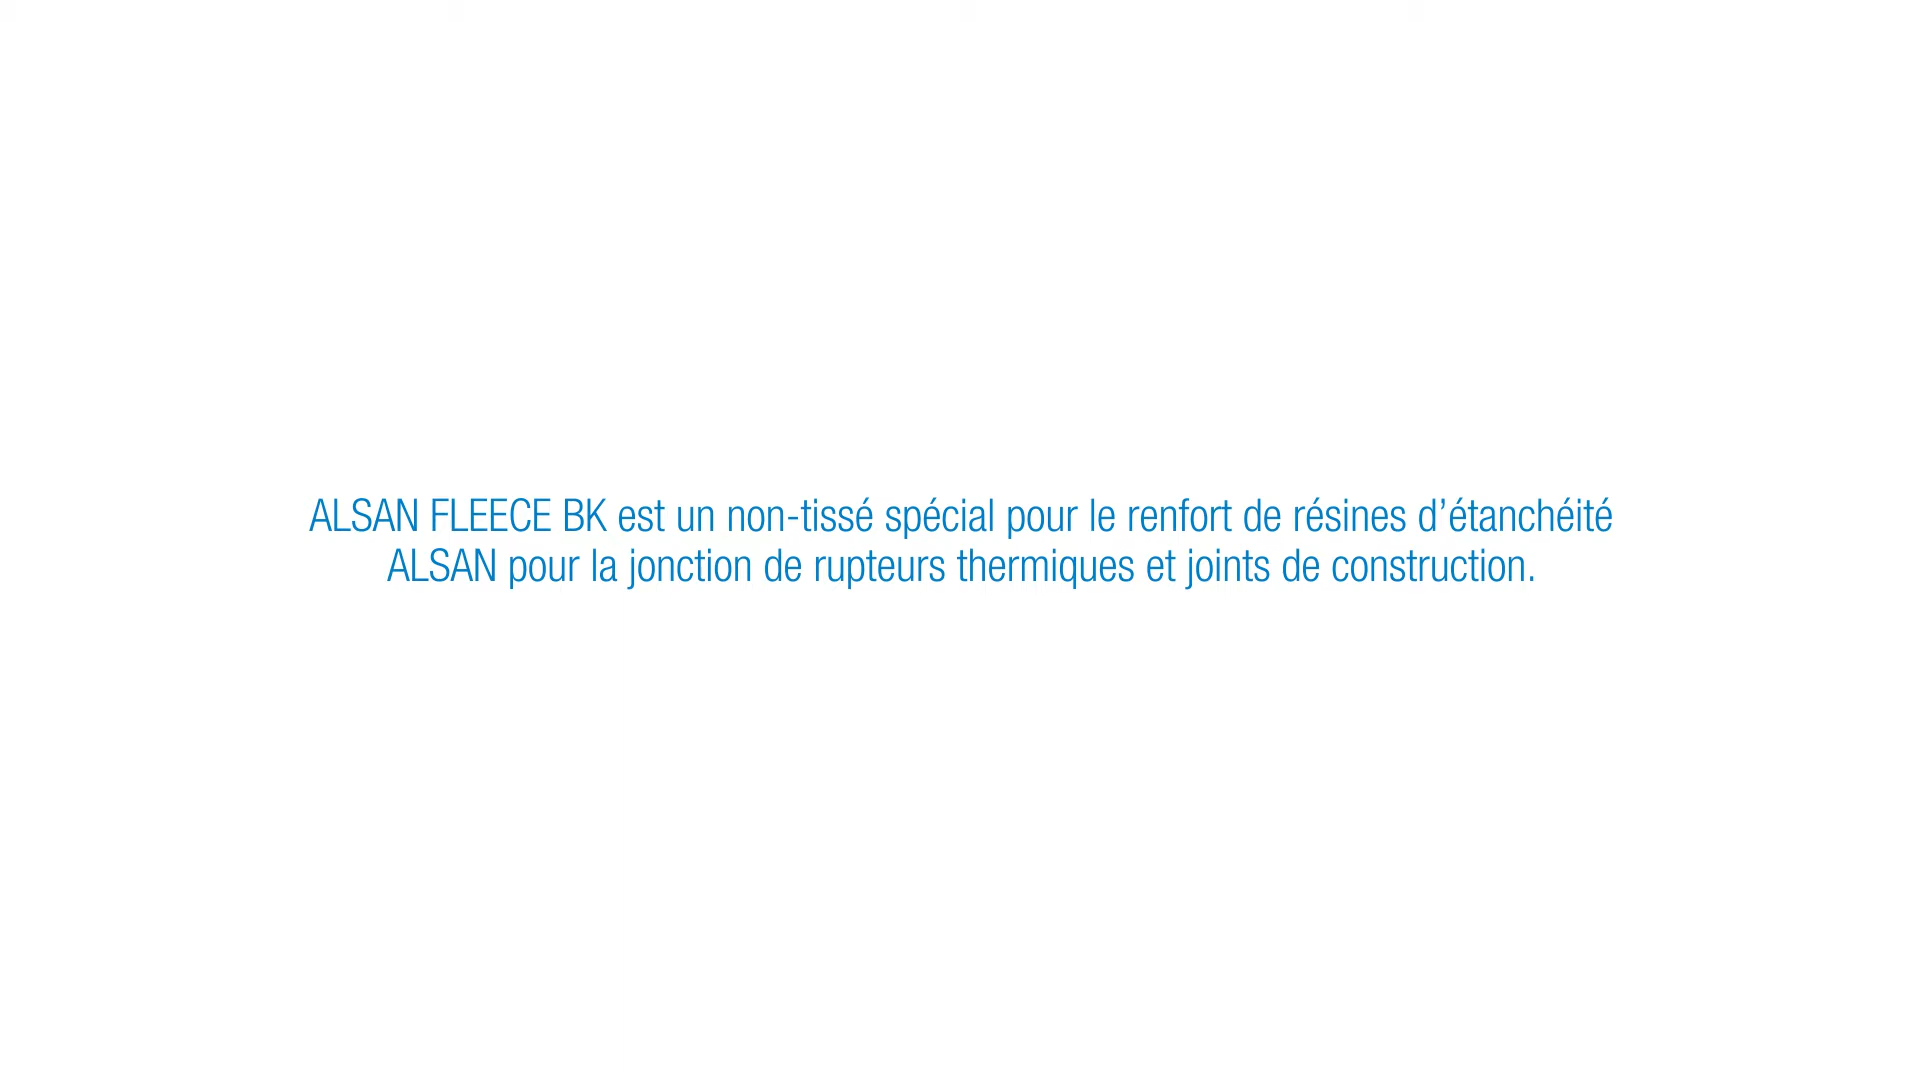 ALSAN FLEECE BK est un non-tissé spécial pour le renfort de résines d’étanchéité
ALSAN pour la jonction de rupteurs thermiques et joints de construction.